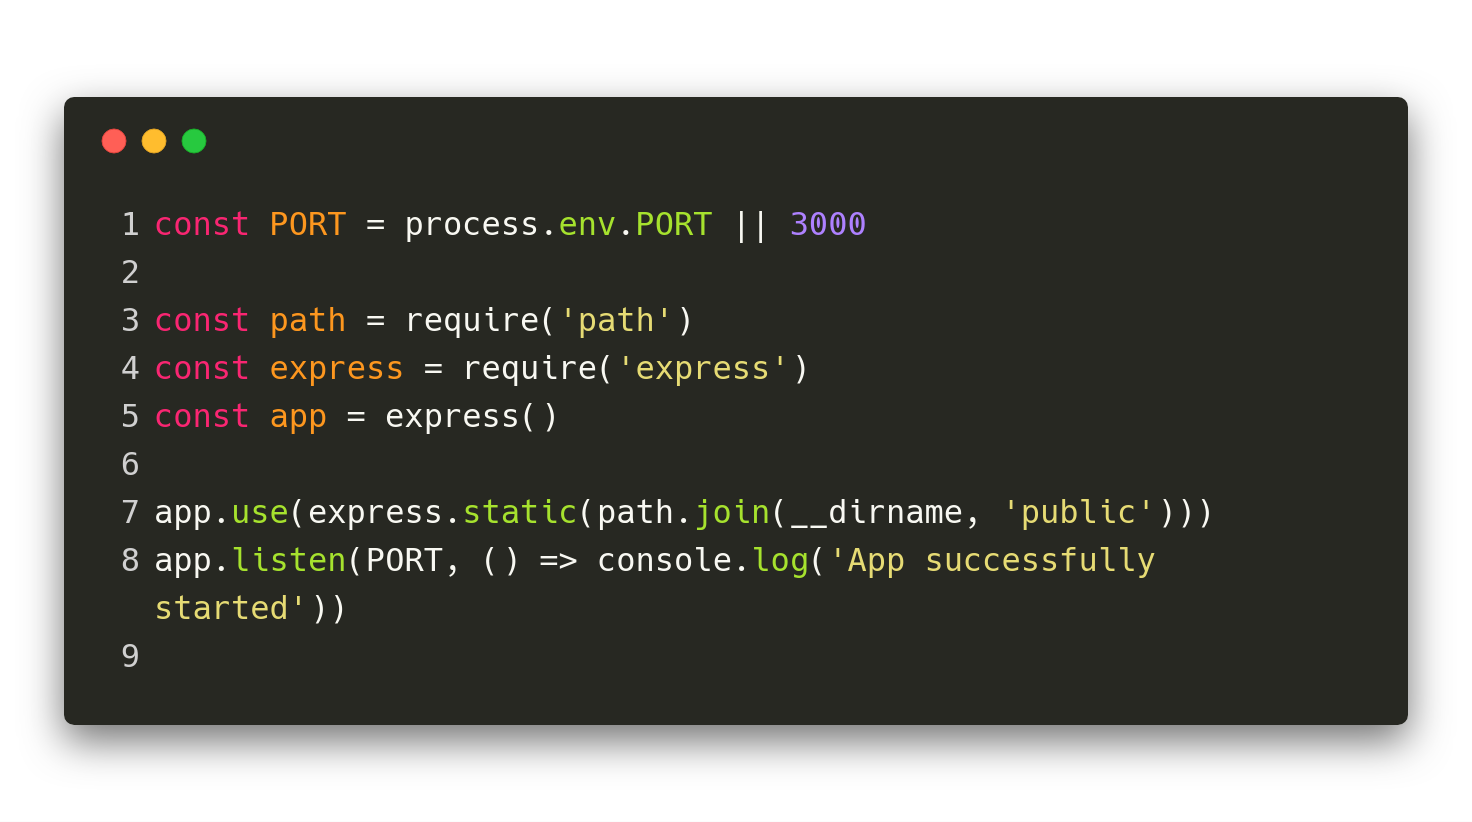 1 const PORT = process.env.PORT || 3000
2
3 const path = require('path')
4 const express = require('express')
5 const app = express()
6
7 app.use(express.static(path.join(__dirname, 'public')))
8 app.listen(PORT, () => console.log('App successfully
started'))
9